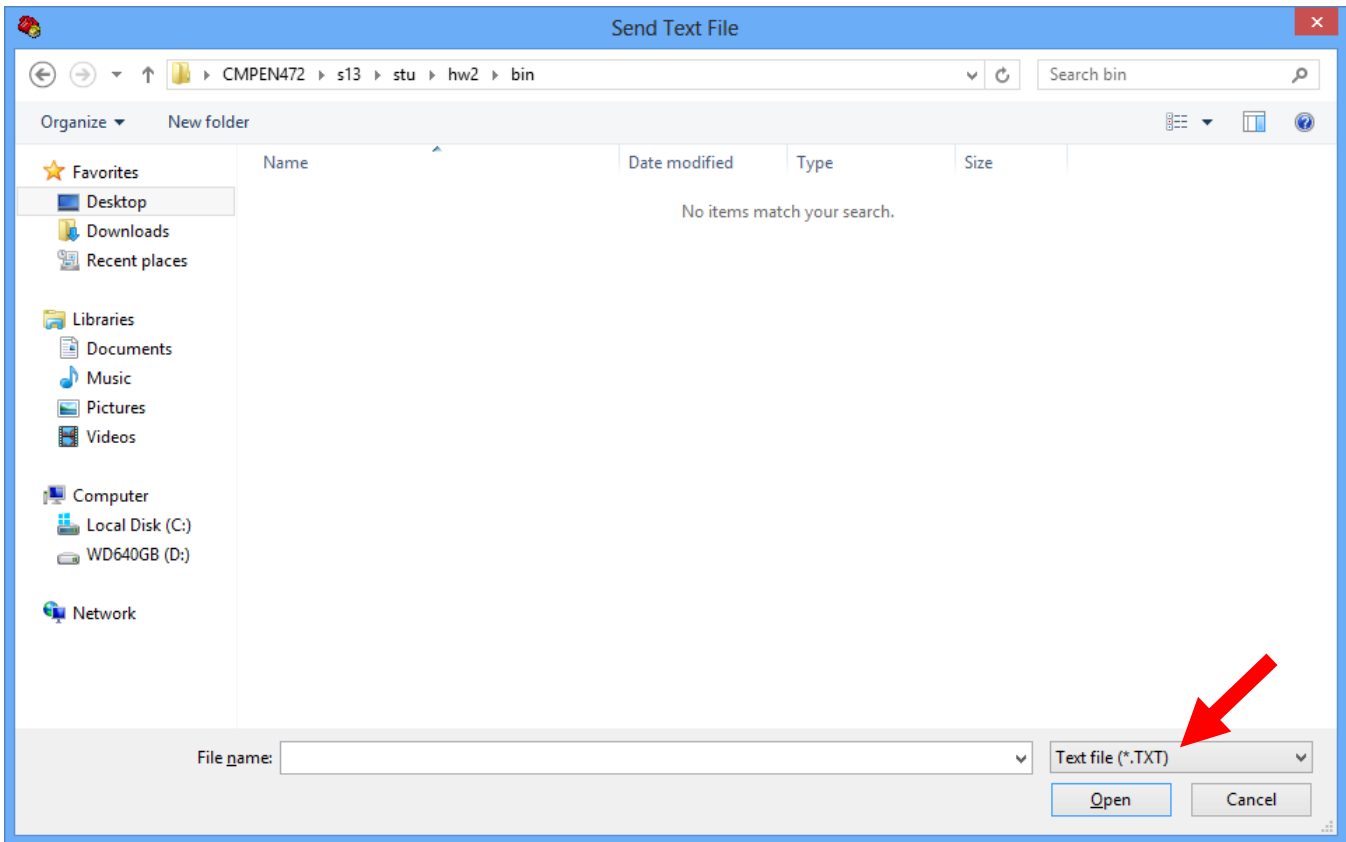 Send Text File
CMPEN472 s13 stu hw2 bin
Search bin
Organize
New folder
Name
Date modified
Type
Size
No items match your search.
Favorites
Desktop
Downloads
Recent places
Libraries
Documents
Music
Pictures
Videos
Computer
Local Disk (C:)
WD640GB (D:)
Network
File name:
Text file (*.TXT)
Open
Cancel